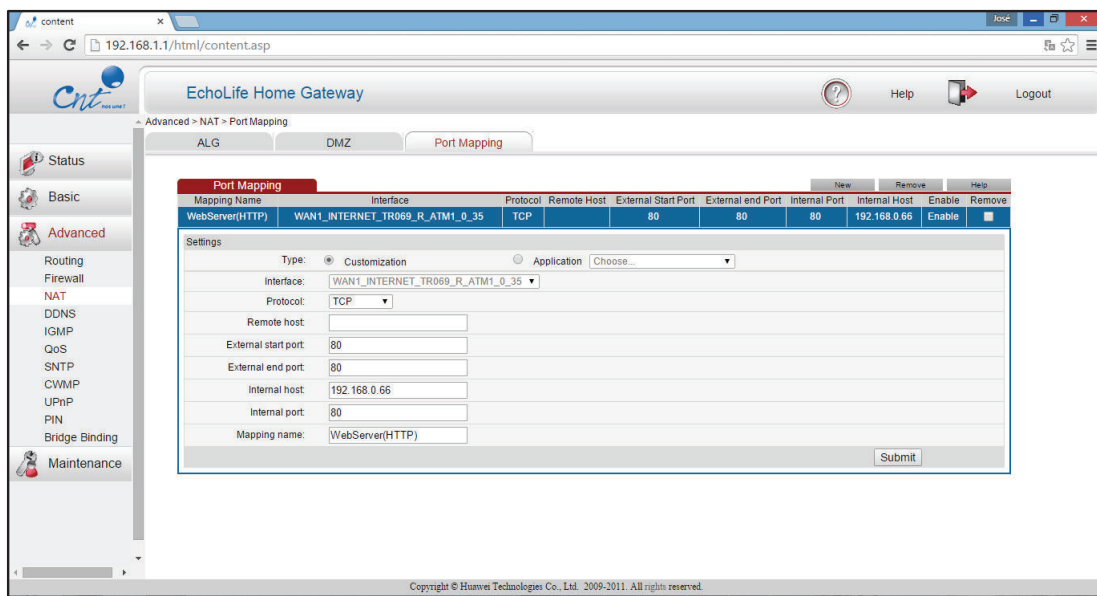 content
José
192.168.1.1/html/content.asp
Cnt
EchoLife Home Gateway
Help
Logout
Advanced > NAT > Port Mapping
ALG DMZ Port Mapping
Status
Basic
Advanced
Routing
Firewall
NAT
DDNS
IGMP
QoS
SNTP
CWMP
UPnP
PIN
Bridge Binding
Maintenance
Port Mapping New Remove Help
Mapping Name Interface Protocol Remote Host External Start Port External end Port Internal Port Internal Host Enable Remove
WebServer(HTTP) WAN1_INTERNET_TR069_R_ATM1_0_35 TCP 80 80 80 192.168.0.66 Enable
Settings
Type: Customization Application Choose...
Interface: WAN1_INTERNET_TR069_R_ATM1_0_35
Protocol: TCP
Remote host:
External start port: 80
External end port: 80
Internal host: 192.168.0.66
Internal port: 80
Mapping name: WebServer(HTTP)
Submit
Copyright © Huawei Technologies Co., Ltd. 2009-2011. All rights reserved.